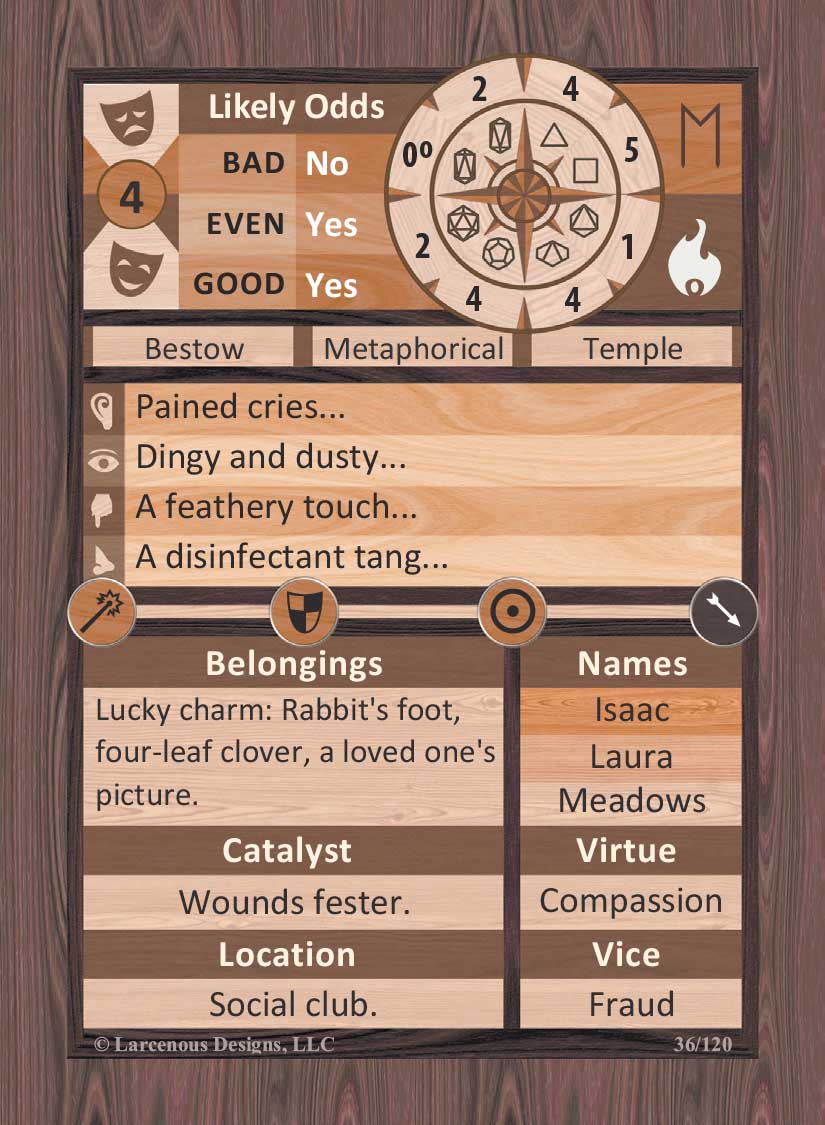 Likely Odds
BAD No
EVEN Yes
GOOD Yes
4
2 4
0º 5
2 1
4 4
ᛖ
Bestow Metaphorical Temple
Pained cries...
Dingy and dusty...
A feathery touch...
A disinfectant tang...
Belongings
Lucky charm: Rabbit's foot,
four-leaf clover, a loved one's
picture.
Names
Isaac
Laura
Meadows
Catalyst
Wounds fester.
Virtue
Compassion
Location
Social club.
Vice
Fraud
© Larcenous Designs, LLC 36/120